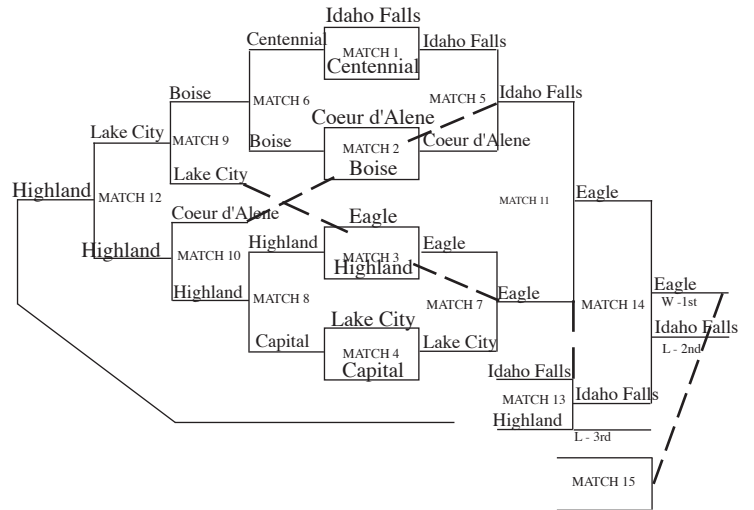 Idaho Falls
Centennial
MATCH 1
Idaho Falls
Centennial
Boise
MATCH 6
MATCH 5
Idaho Falls
Coeur d'Alene
Lake City
MATCH 9
Boise
MATCH 2
Coeur d'Alene
Boise
Lake City
Highland
MATCH 12
MATCH 11
Eagle
Coeur d'Alene
Eagle
Highland
Highland
MATCH 10
MATCH 3
Eagle
Highland
Highland
MATCH 8
MATCH 7
Eagle
MATCH 14
Eagle
W -1st
Lake City
Capital
MATCH 4
Lake City
Idaho Falls
L - 2nd
Capital
Idaho Falls
MATCH 13
Idaho Falls
Highland
L - 3rd
MATCH 15